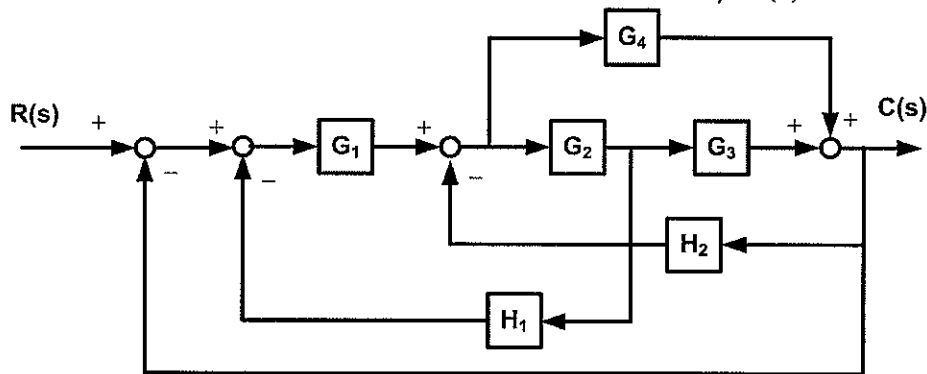 G₄
R(s) + + G₁ + G₂ G₃ + + C(s)
− − −
H₂
H₁